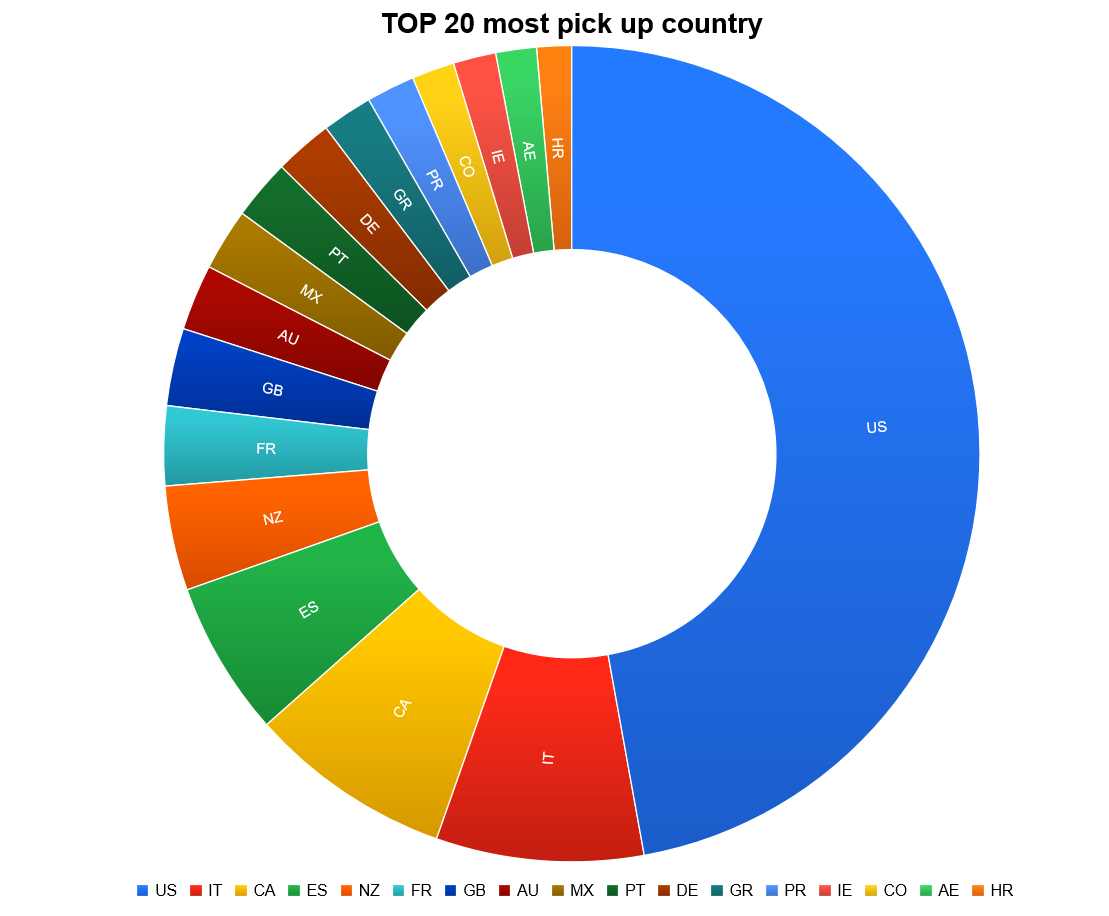 TOP 20 most pick up country
HR
AE
IE
CO
PR
GR
DE
PT
MX
AU
GB
FR
US
NZ
ES
CA
IT
US IT CA ES NZ FR GB AU MX PT DE GR PR IE CO AE HR